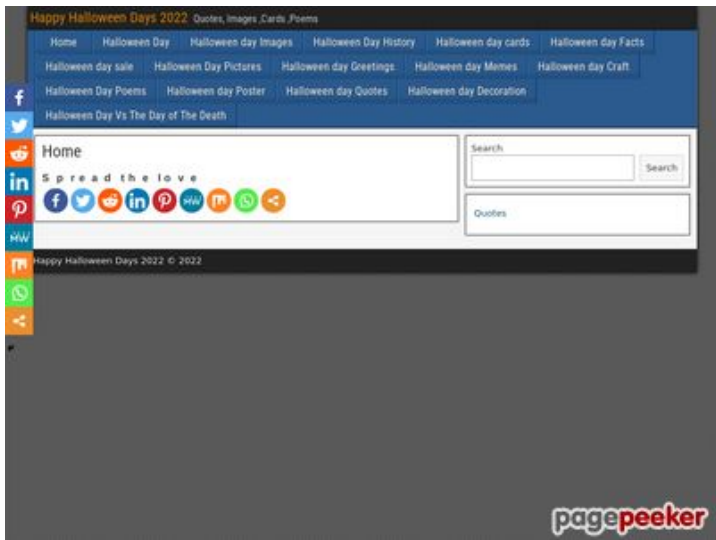 Happy Halloween Days 2022 Quotes, Images ,Cards ,Poems
Home Halloween Day Halloween day Images Halloween Day History Halloween day cards Halloween day Facts
Halloween day sale Halloween Day Pictures Halloween day Greetings Halloween day Memes Halloween day Craft
Halloween Day Poems Halloween day Poster Halloween day Quotes Halloween day Decoration
Halloween Day Vs The Day of The Death
Home
Spread the love
Search
Search
Quotes
Happy Halloween Days 2022 © 2022
pagepeeker